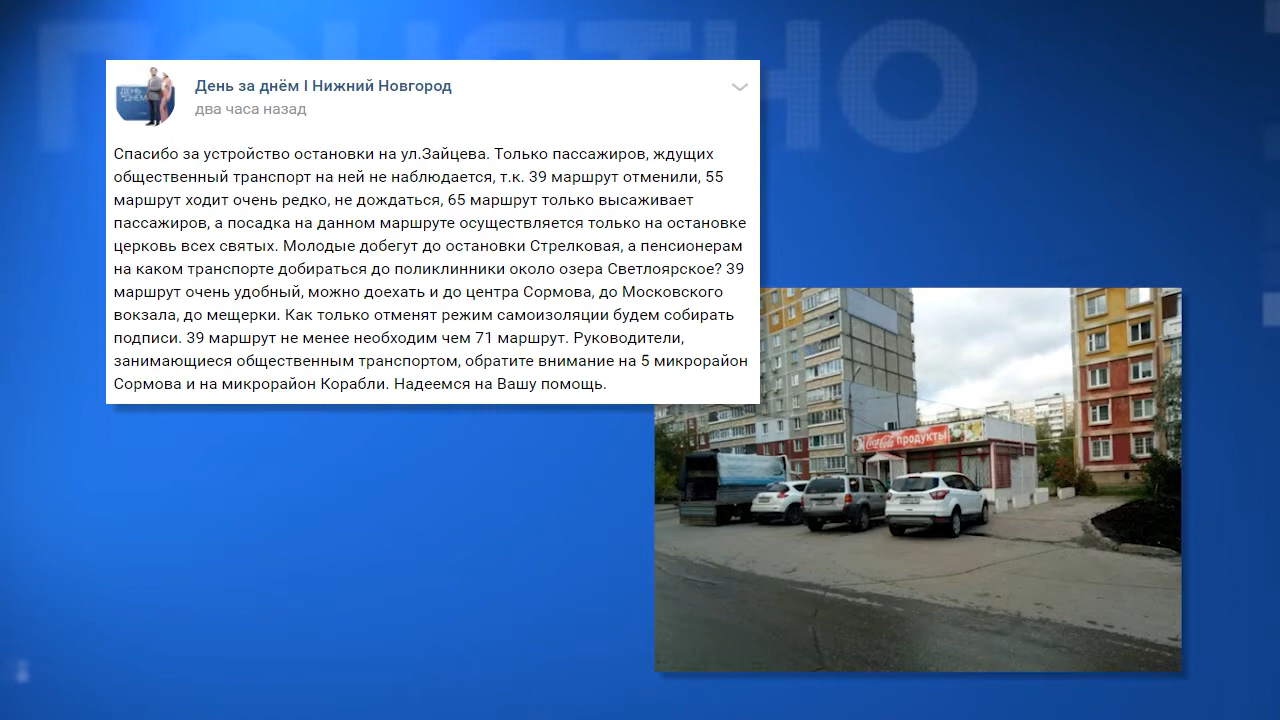 ПОНЯТНО
День за днём I Нижний Новгород
два часа назад
Спасибо за устройство остановки на ул.Зайцева. Только пассажиров, ждущих
общественный транспорт на ней не наблюдается, т.к. 39 маршрут отменили, 55
маршрут ходит очень редко, не дождаться, 65 маршрут только высаживает
пассажиров, а посадка на данном маршруте осуществляется только на остановке
церковь всех святых. Молодые добегут до остановки Стрелковая, а пенсионерам
на каком транспорте добираться до поликлинники около озера Светлоярское? 39
маршрут очень удобный, можно доехать и до центра Сормова, до Московского
вокзала, до мещерки. Как только отменят режим самоизоляции будем собирать
подписи. 39 маршрут не менее необходим чем 71 маршрут. Руководители,
занимающиеся общественным транспортом, обратите внимание на 5 микрорайон
Сормова и на микрорайон Корабли. Надеемся на Вашу помощь.
Coca-Cola продукты